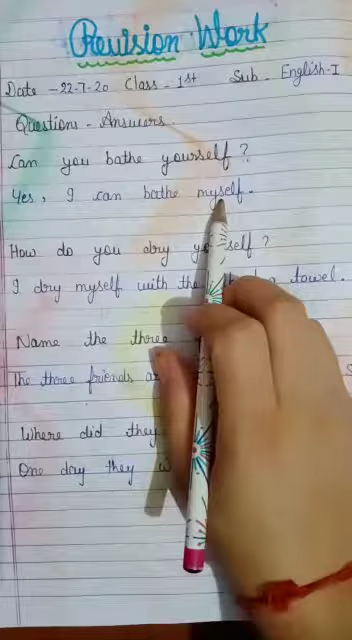 Revision Work
Date - 22-7-20 Class - 1st Sub - English-I
Questions - Answers.
Can you bathe yourself?
Yes, I can bathe myself.
How do you dry self?
I dry myself with the towel.
Name the three
The three friends
Where did they
One day they